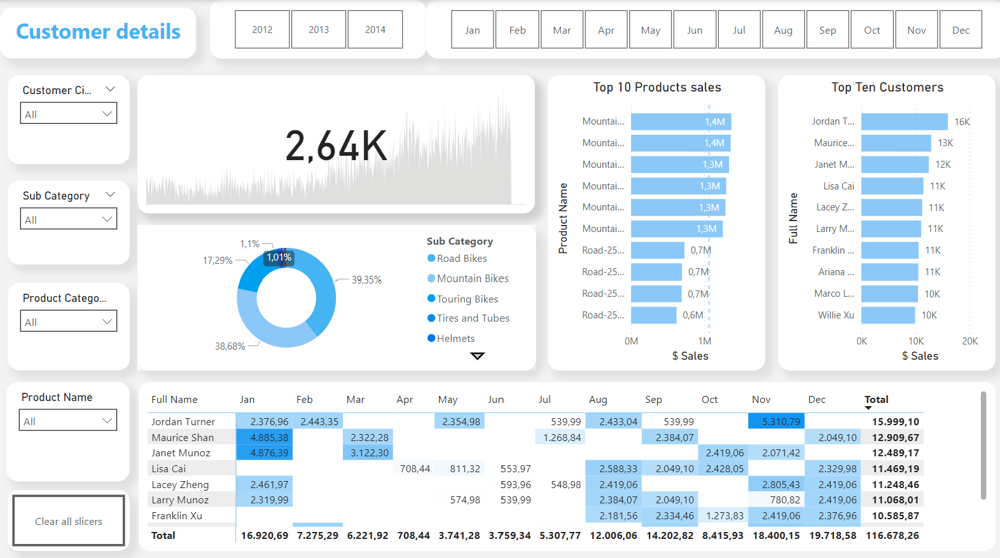 Customer details
2012 2013 2014
Jan Feb Mar Apr May Jun Jul Aug Sep Oct Nov Dec
Customer Ci...
All
Sub Category
All
Product Catego...
All
Product Name
All
Clear all slicers
2,64K
1,1%
1,01%
17,29%
39,35%
38,68%
Sub Category
Road Bikes
Mountain Bikes
Touring Bikes
Tires and Tubes
Helmets
Top 10 Products sales
Product Name
Mountai... 1,4M
Mountai... 1,4M
Mountai... 1,3M
Mountai... 1,3M
Mountai... 1,3M
Mountai... 1,3M
Road-25... 0,7M
Road-25... 0,7M
Road-25... 0,7M
Road-25... 0,6M
0M 1M
$ Sales
Top Ten Customers
Full Name
Jordan T... 16K
Maurice... 13K
Janet M... 12K
Lisa Cai 11K
Lacey Z... 11K
Larry M... 11K
Franklin ... 11K
Ariana ... 11K
Marco L... 10K
Willie Xu 10K
0K 10K 20K
$ Sales
Full Name Jan Feb Mar Apr May Jun Jul Aug Sep Oct Nov Dec Total
Jordan Turner 2.376,96 2.443,35 2.354,98 539,99 2.433,04 539,99 5.310,79 15.999,10
Maurice Shan 4.885,38 2.322,28 1.268,84 2.384,07 2.049,10 12.909,67
Janet Munoz 4.876,39 3.122,30 2.419,06 2.071,42 12.489,17
Lisa Cai 708,44 811,32 553,97 2.588,33 2.049,10 2.428,05 2.329,98 11.469,19
Lacey Zheng 2.461,97 593,96 548,98 2.419,06 2.805,43 2.419,06 11.248,46
Larry Munoz 2.319,99 574,98 539,99 2.384,07 2.049,10 780,82 2.419,06 11.068,01
Franklin Xu 2.181,56 2.334,46 1.273,83 2.419,06 2.376,96 10.585,87
Total 16.920,69 7.275,29 6.221,92 708,44 3.741,28 3.759,34 5.307,77 12.006,06 14.202,82 8.415,93 18.400,15 19.718,58 116.678,26